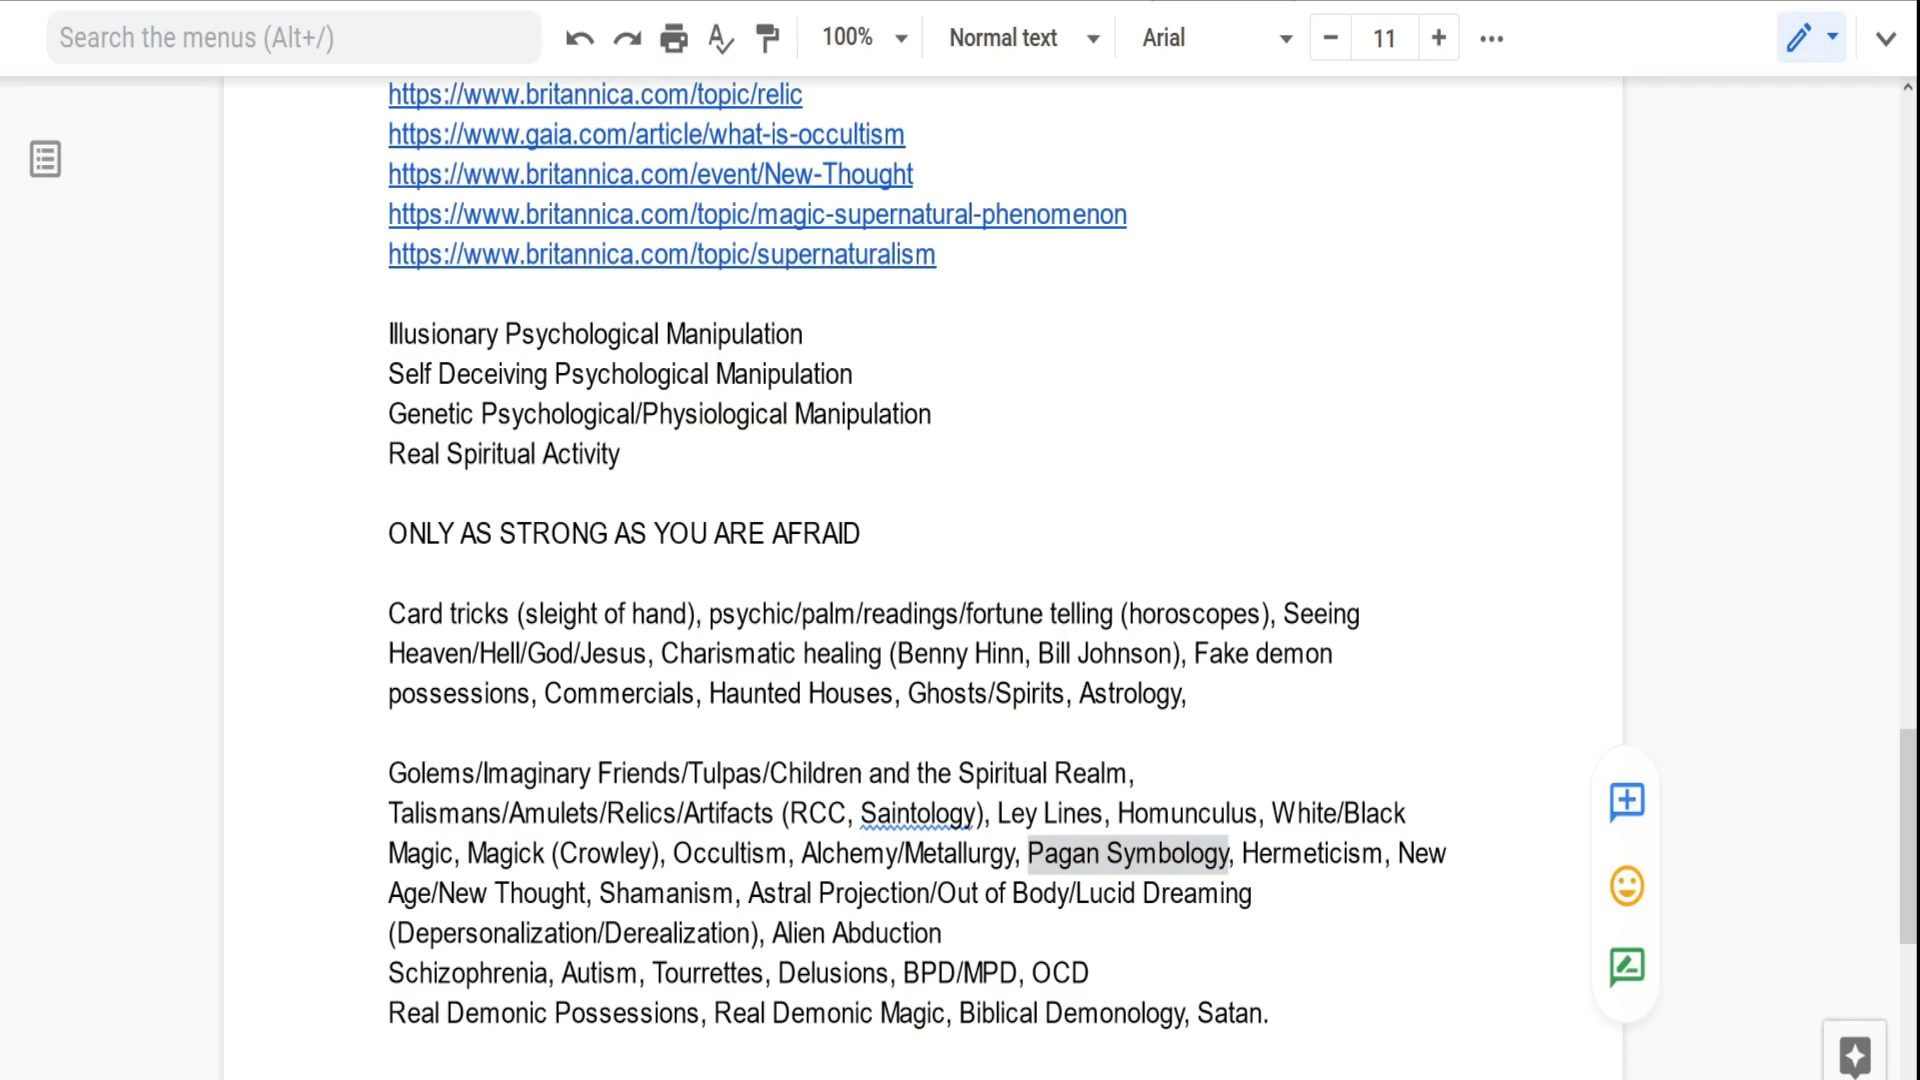 Search the menus (Alt+/)
100%
Normal text
Arial
11
https://www.britannica.com/topic/relic
https://www.gaia.com/article/what-is-occultism
https://www.britannica.com/event/New-Thought
https://www.britannica.com/topic/magic-supernatural-phenomenon
https://www.britannica.com/topic/supernaturalism
Illusionary Psychological Manipulation
Self Deceiving Psychological Manipulation
Genetic Psychological/Physiological Manipulation
Real Spiritual Activity
ONLY AS STRONG AS YOU ARE AFRAID
Card tricks (sleight of hand), psychic/palm/readings/fortune telling (horoscopes), Seeing
Heaven/Hell/God/Jesus, Charismatic healing (Benny Hinn, Bill Johnson), Fake demon
possessions, Commercials, Haunted Houses, Ghosts/Spirits, Astrology,
Golems/Imaginary Friends/Tulpas/Children and the Spiritual Realm,
Talismans/Amulets/Relics/Artifacts (RCC, Saintology), Ley Lines, Homunculus, White/Black
Magic, Magick (Crowley), Occultism, Alchemy/Metallurgy, Pagan Symbology, Hermeticism, New
Age/New Thought, Shamanism, Astral Projection/Out of Body/Lucid Dreaming
(Depersonalization/Derealization), Alien Abduction
Schizophrenia, Autism, Tourrettes, Delusions, BPD/MPD, OCD
Real Demonic Possessions, Real Demonic Magic, Biblical Demonology, Satan.